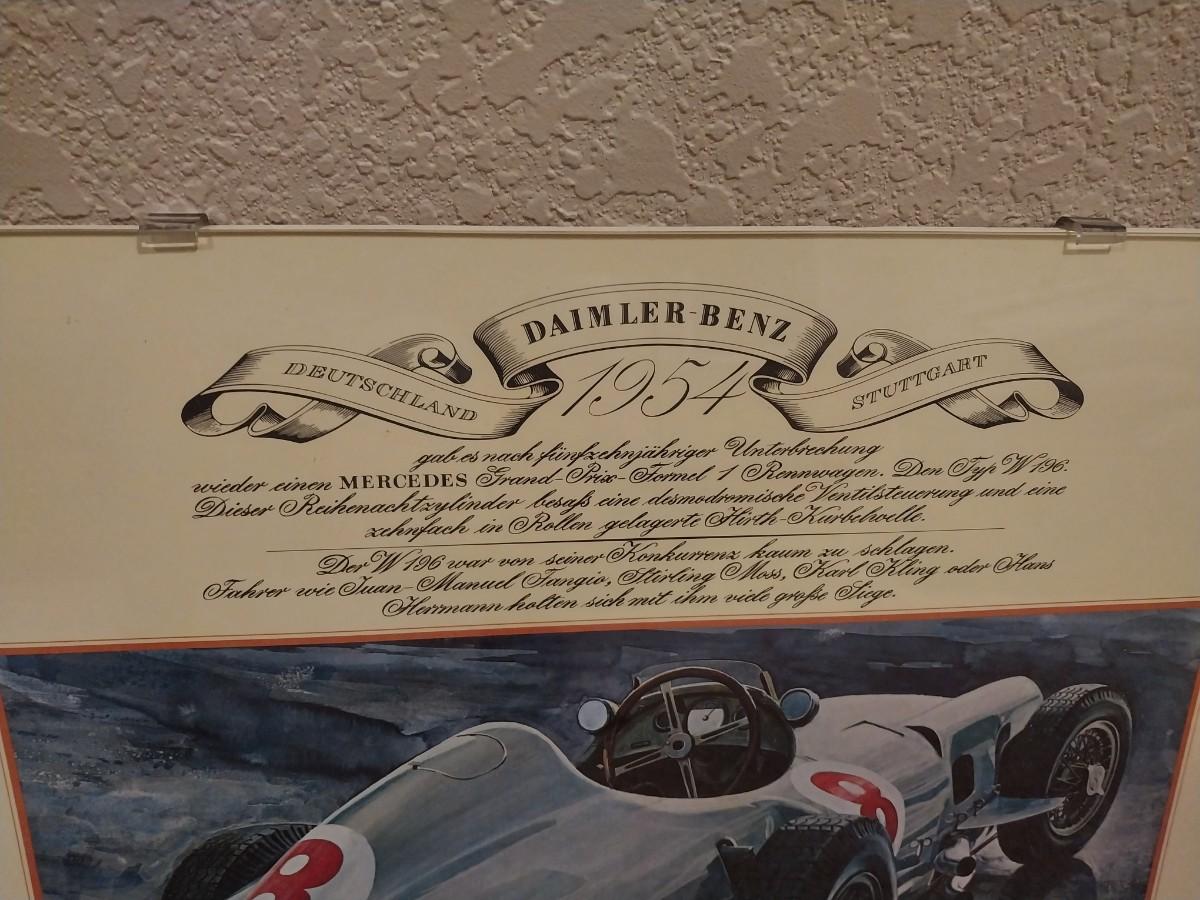 DAIMLER-BENZ
DEUTSCHLAND 1954 STUTTGART
gab es nach fünfzehnjähriger Unterbrechung
wieder einen MERCEDES Grand-Prix-Formel 1 Rennwagen. Den Typ W 196.
Dieser Reihenachtzylinder besaß eine desmodromische Ventilsteuerung und eine
zehnfach in Rollen gelagerte Hirth-Kurbelwelle.
Der W 196 war von seiner Konkurrenz kaum zu schlagen.
Fahrer wie Juan-Manuel Fangio, Stirling Moss, Karl Kling oder Hans
Herrmann holten sich mit ihm viele große Siege.
8
8